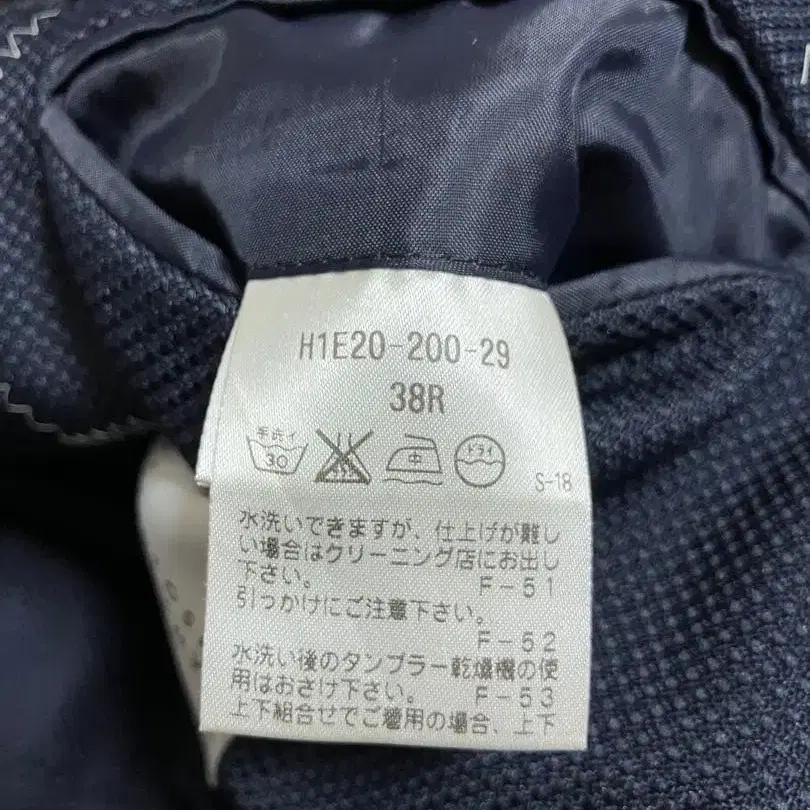 H1E20-200-29
38R
手洗イ
30
中
ドライ
S-18
水洗いできますが、仕上げが難し
い場合はクリーニング店にお出し
下さい。 F-51
引っかけにご注意下さい。
F-52
水洗い後のタンブラー乾燥機の使
用はおさけ下さい。 F-53
上下組合せでご着用の場合、上下